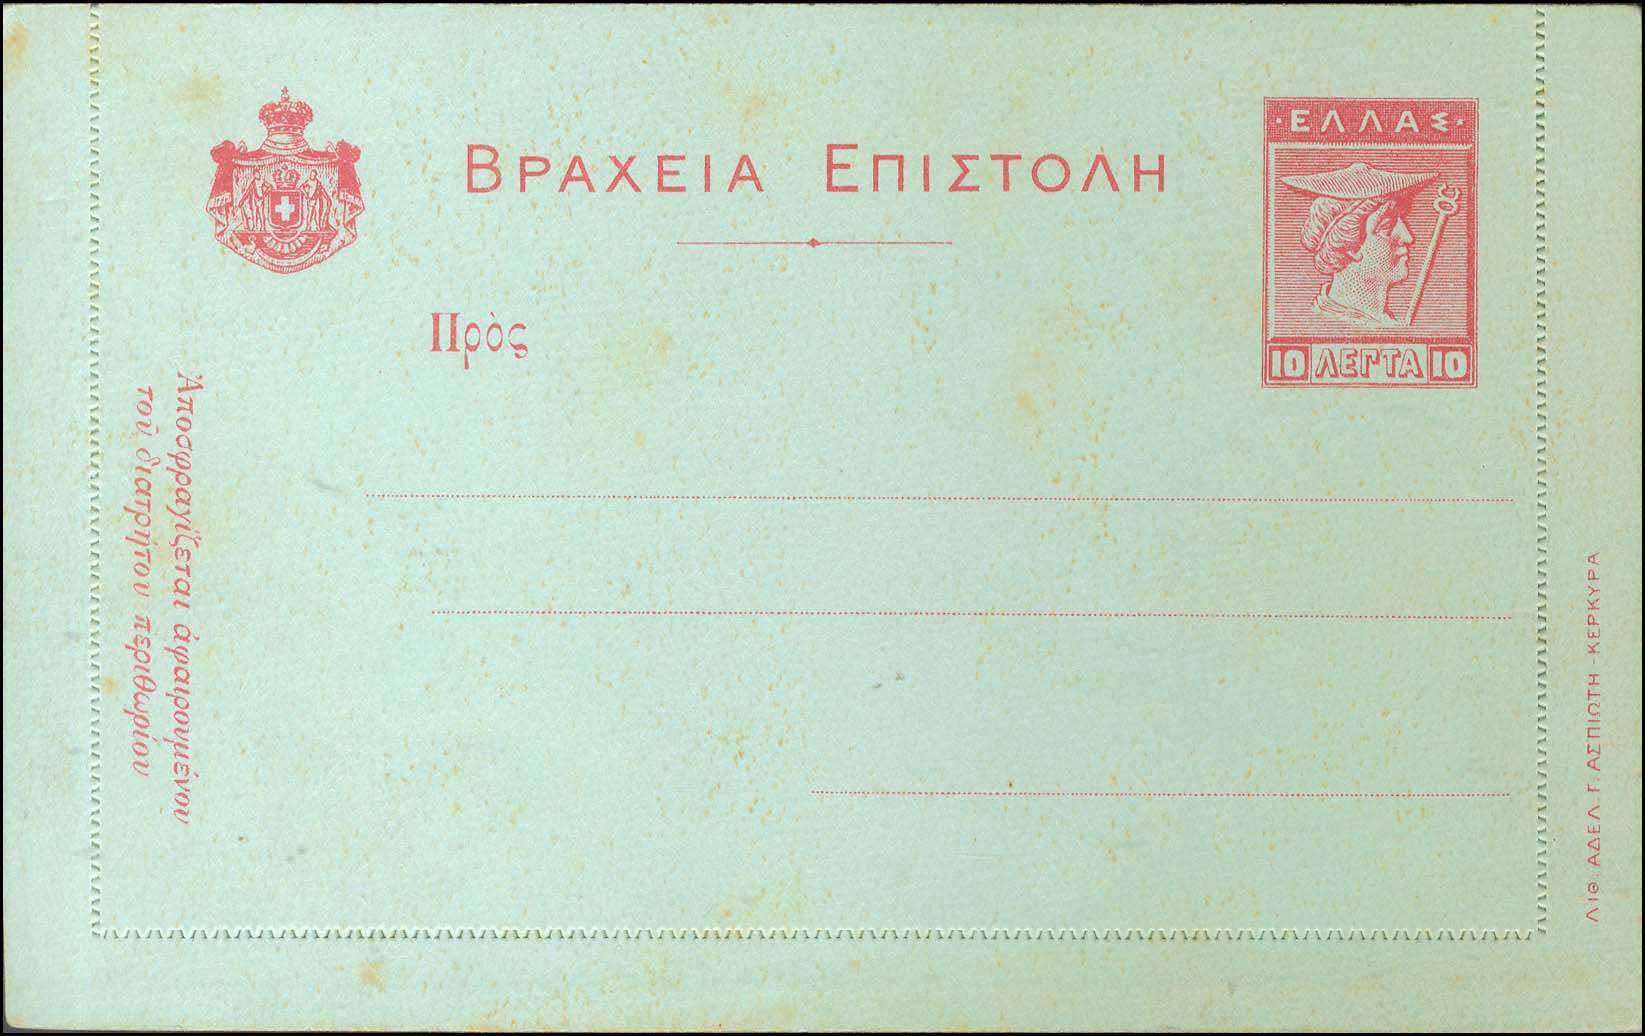 ΒΡΑΧΕΙΑ ΕΠΙΣΤΟΛΗ
·ΕΛΛΑΣ·
10 ΛΕΠΤΑ 10
Πρὸς
Ἀποσφραγίζεται ἀφαιρουμένου
τοῦ διατρήτου περιθωρίου
ΛΙΘ. ΑΔΕΛ. Γ. ΑΣΠΙΩΤΗ - ΚΕΡΚΥΡΑ